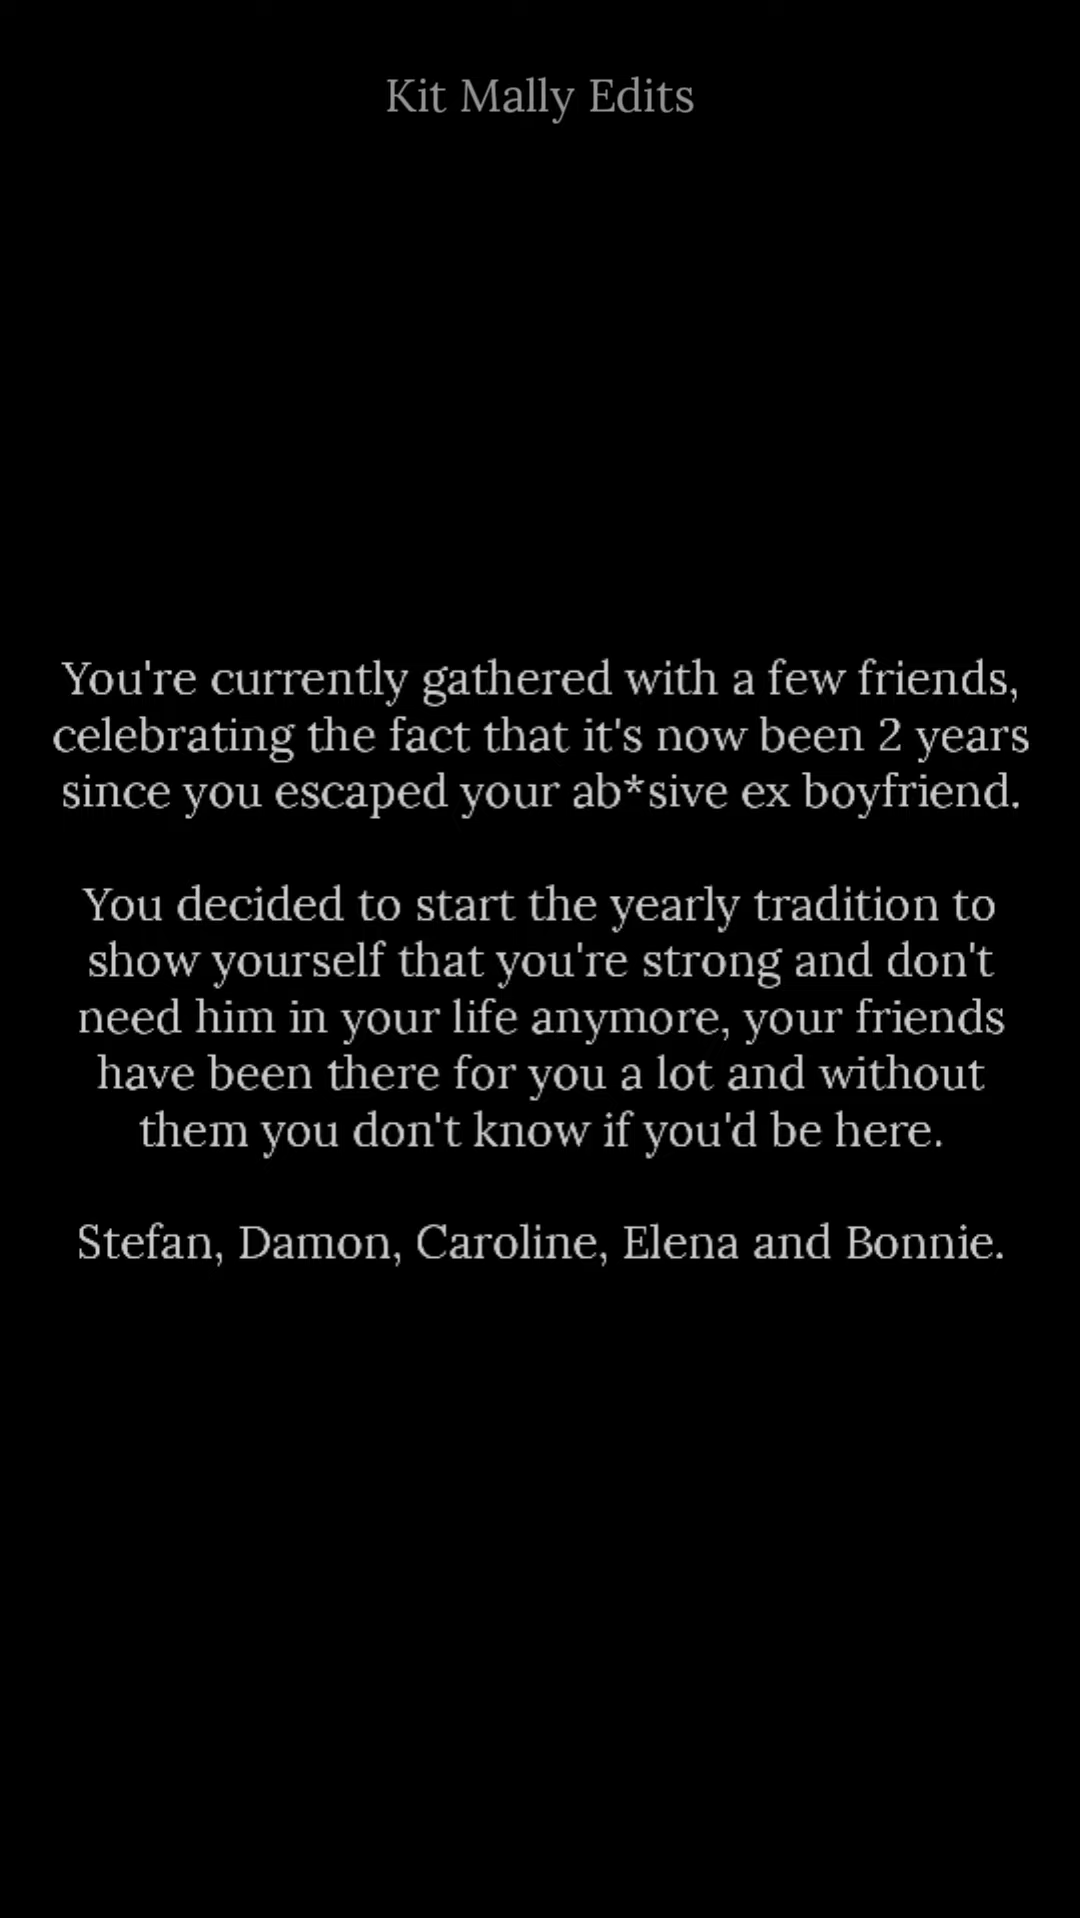 Kit Mally Edits
You're currently gathered with a few friends,
celebrating the fact that it's now been 2 years
since you escaped your ab*sive ex boyfriend.
You decided to start the yearly tradition to
show yourself that you're strong and don't
need him in your life anymore, your friends
have been there for you a lot and without
them you don't know if you'd be here.
Stefan, Damon, Caroline, Elena and Bonnie.